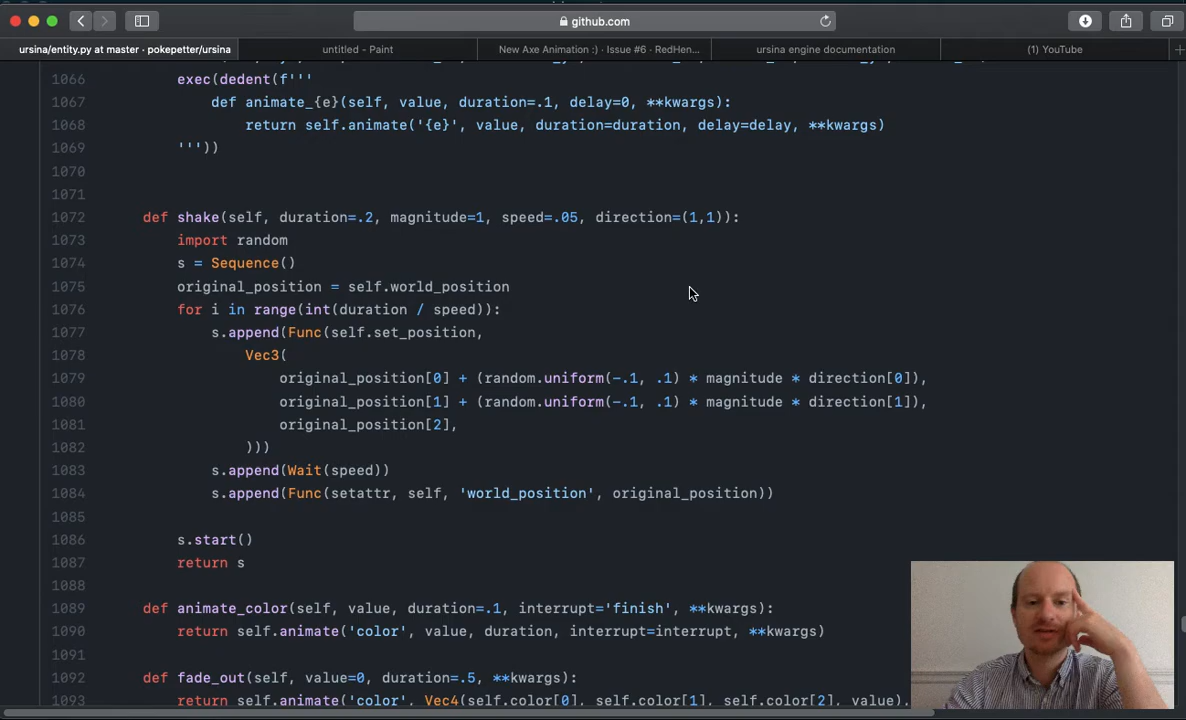 github.com
ursina/entity.py at master · pokepetter/ursina
untitled - Paint
New Axe Animation :) · Issue #6 · RedHen...
ursina engine documentation
(1) YouTube
1066 exec(dedent(f'''
1067 def animate_{e}(self, value, duration=.1, delay=0, **kwargs):
1068 return self.animate('{e}', value, duration=duration, delay=delay, **kwargs)
1069 '''))
1070
1071
1072 def shake(self, duration=.2, magnitude=1, speed=.05, direction=(1,1)):
1073 import random
1074 s = Sequence()
1075 original_position = self.world_position
1076 for i in range(int(duration / speed)):
1077 s.append(Func(self.set_position,
1078 Vec3(
1079 original_position[0] + (random.uniform(-.1, .1) * magnitude * direction[0]),
1080 original_position[1] + (random.uniform(-.1, .1) * magnitude * direction[1]),
1081 original_position[2],
1082 )))
1083 s.append(Wait(speed))
1084 s.append(Func(setattr, self, 'world_position', original_position))
1085
1086 s.start()
1087 return s
1088
1089 def animate_color(self, value, duration=.1, interrupt='finish', **kwargs):
1090 return self.animate('color', value, duration, interrupt=interrupt, **kwargs)
1091
1092 def fade_out(self, value=0, duration=.5, **kwargs):
1093 return self.animate('color', Vec4(self.color[0], self.color[1], self.color[2], value),